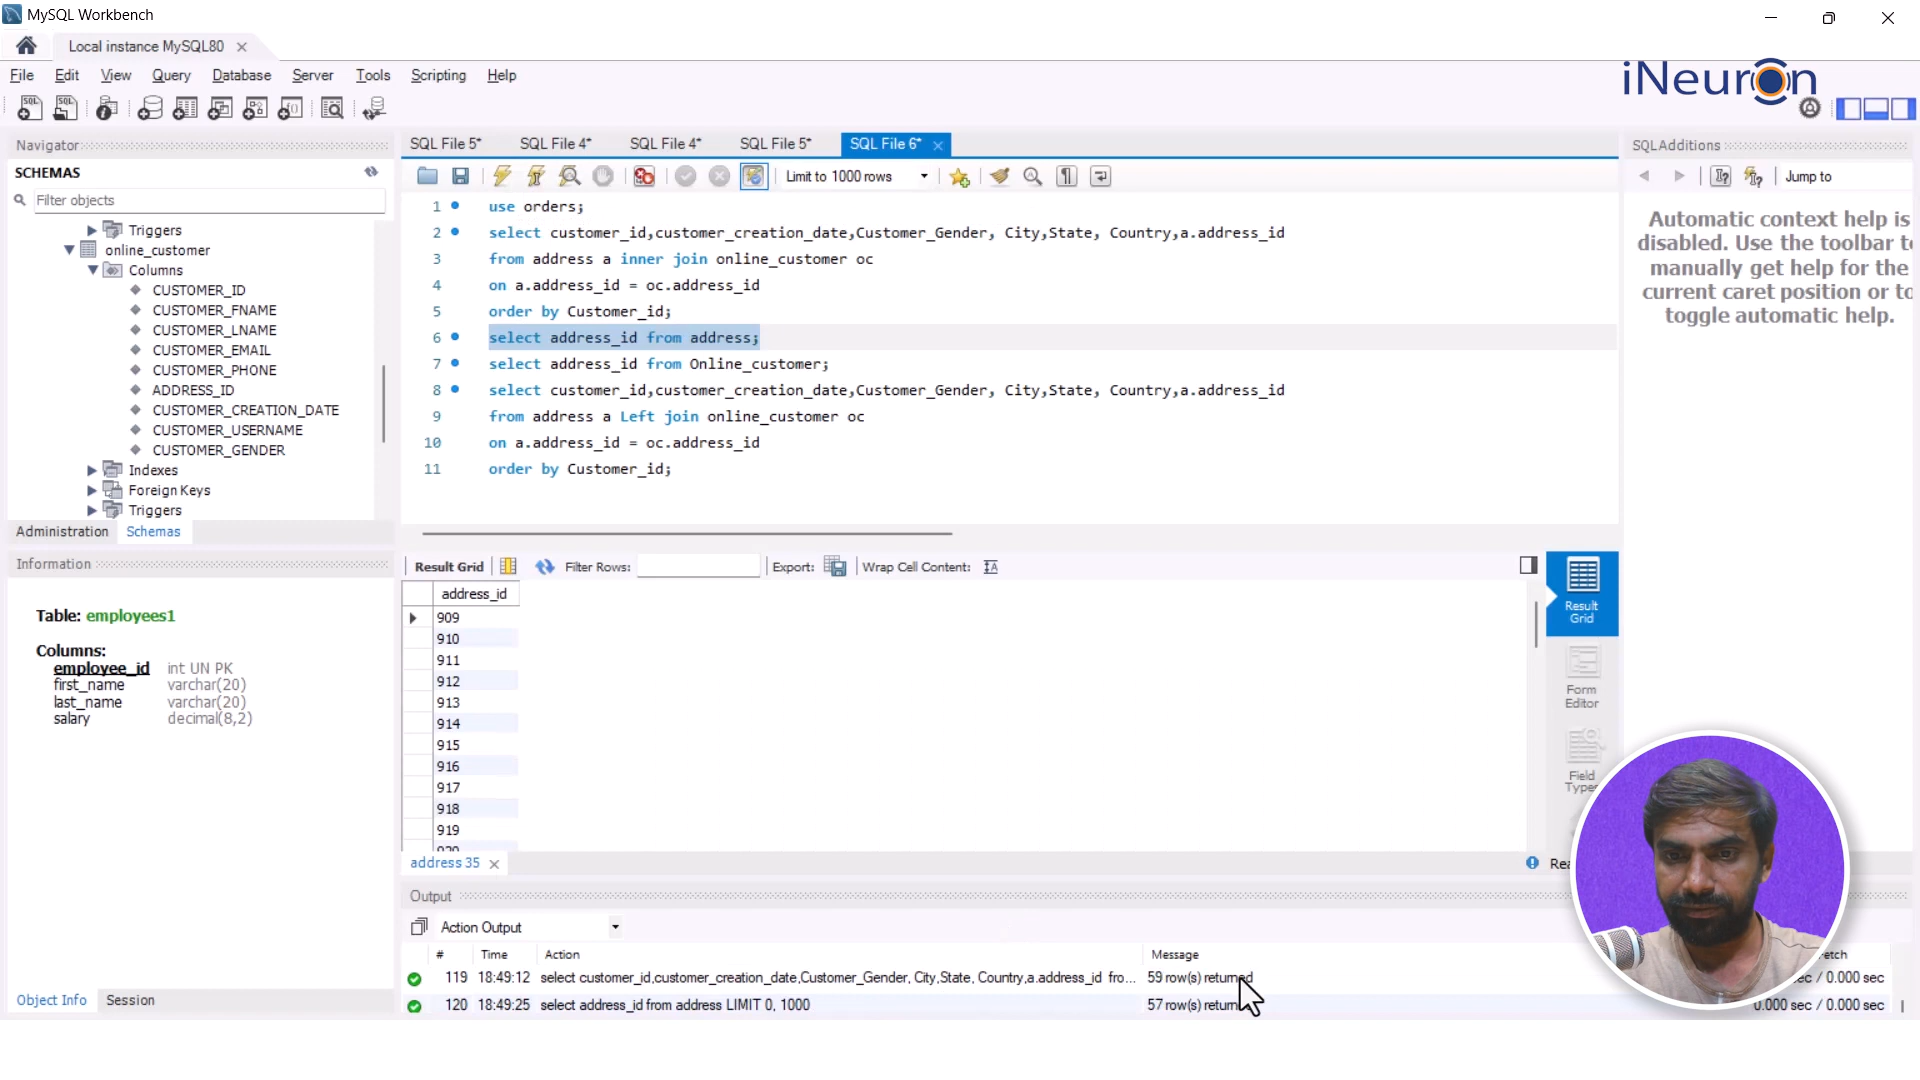 MySQL Workbench
Local instance MySQL80
File Edit View Query Database Server Tools Scripting Help
iNeuron
Navigator
SCHEMAS
Filter objects
Triggers
online_customer
Columns
CUSTOMER_ID
CUSTOMER_FNAME
CUSTOMER_LNAME
CUSTOMER_EMAIL
CUSTOMER_PHONE
ADDRESS_ID
CUSTOMER_CREATION_DATE
CUSTOMER_USERNAME
CUSTOMER_GENDER
Indexes
Foreign Keys
Triggers
Administration Schemas
Information
Table: employees1
Columns:
employee_id int UN PK
first_name varchar(20)
last_name varchar(20)
salary decimal(8,2)
Object Info Session
SQL File 5* SQL File 4* SQL File 4* SQL File 5* SQL File 6*
Limit to 1000 rows
1 use orders;
2 select customer_id,customer_creation_date,Customer_Gender, City,State, Country,a.address_id
3 from address a inner join online_customer oc
4 on a.address_id = oc.address_id
5 order by Customer_id;
6 select address_id from address;
7 select address_id from Online_customer;
8 select customer_id,customer_creation_date,Customer_Gender, City,State, Country,a.address_id
9 from address a Left join online_customer oc
10 on a.address_id = oc.address_id
11 order by Customer_id;
Result Grid Filter Rows: Export: Wrap Cell Content:
address_id
909
910
911
912
913
914
915
916
917
918
919
Result
Grid
Form
Editor
Field
Types
address 35
Output
Action Output
# Time Action Message
119 18:49:12 select customer_id,customer_creation_date,Customer_Gender, City,State, Country,a.address_id fro... 59 row(s) returned
120 18:49:25 select address_id from address LIMIT 0, 1000 57 row(s) 0.000 sec / 0.000 sec
SQLAdditions
Jump to
Automatic context help is
disabled. Use the toolbar
manually get help for the
current caret position or
toggle automatic help.